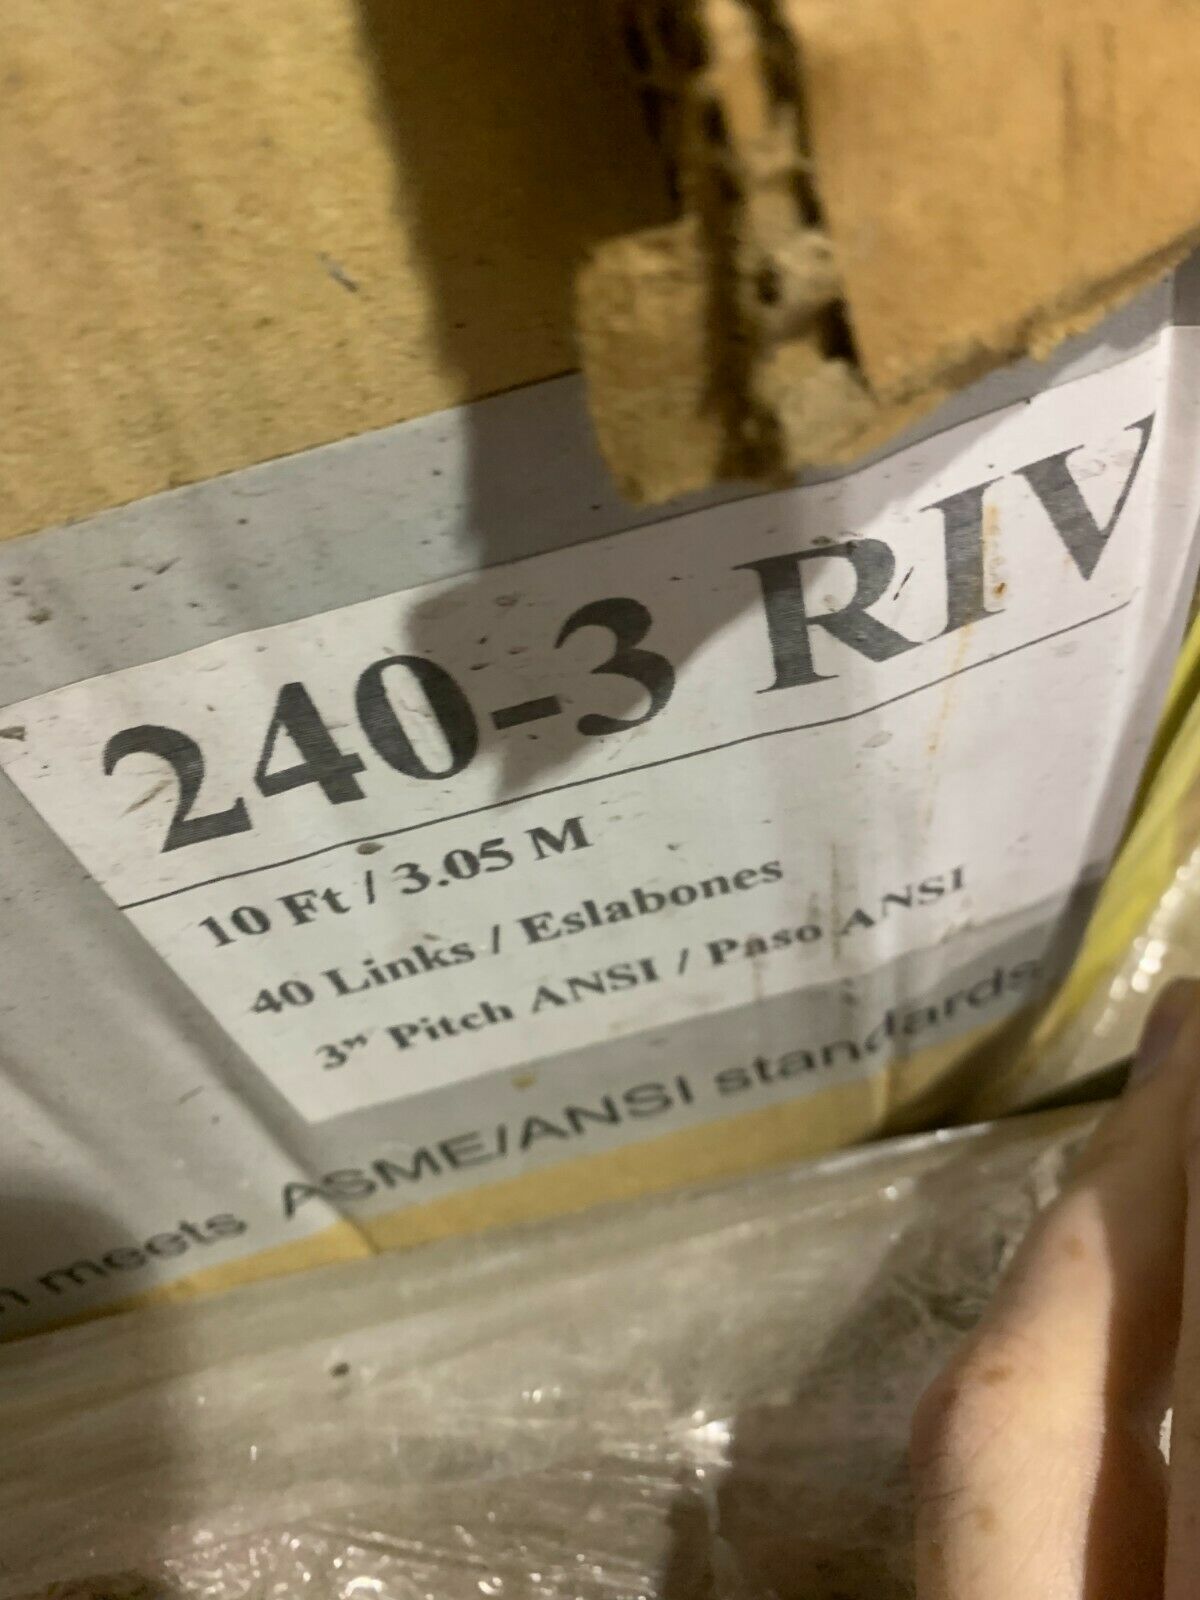 240-3 RIV
10 Ft / 3.05 M
40 Links / Eslabones
3" Pitch ANSI / Paso ANSI
meets ASME/ANSI standards